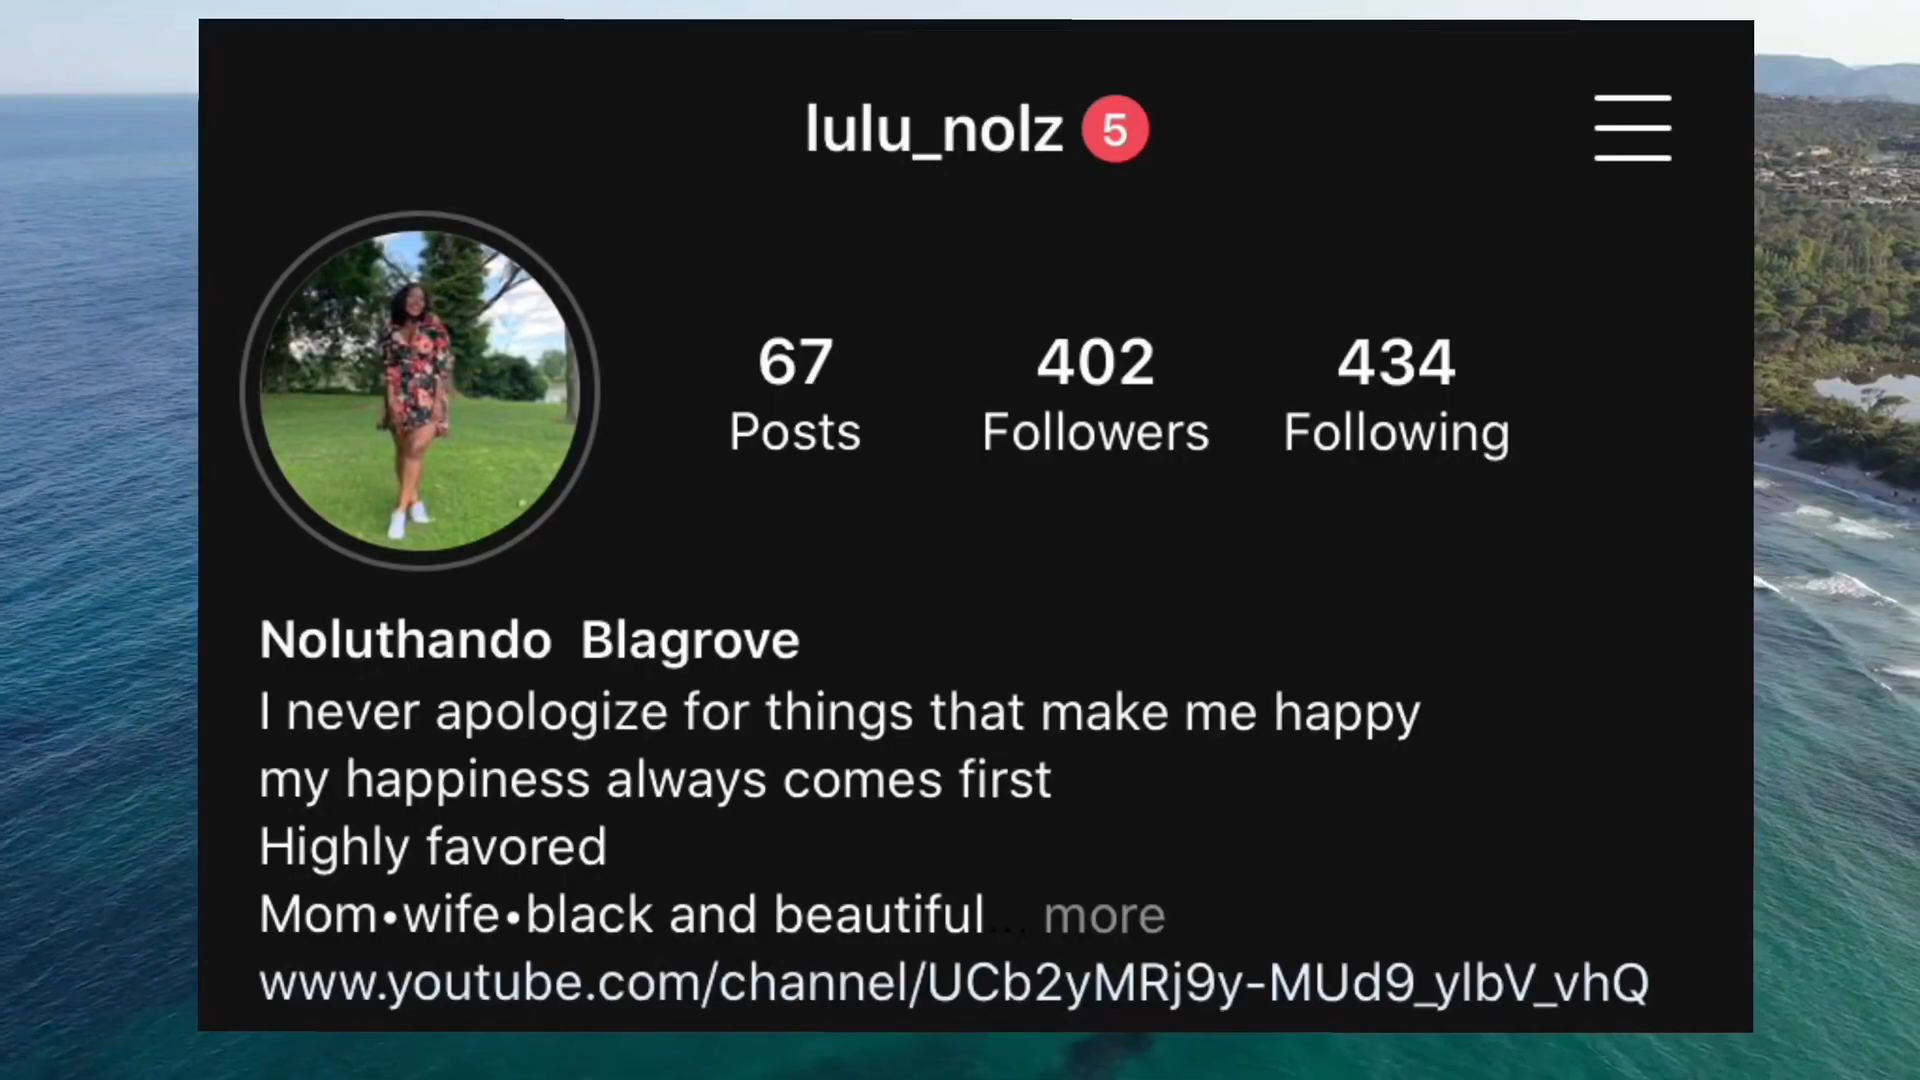 lulu_nolz 5
67 402 434
Posts Followers Following
Noluthando Blagrove
I never apologize for things that make me happy
my happiness always comes first
Highly favored
Mom•wife•black and beautiful... more
www.youtube.com/channel/UCb2yMRj9y-MUd9_ylbV_vhQ